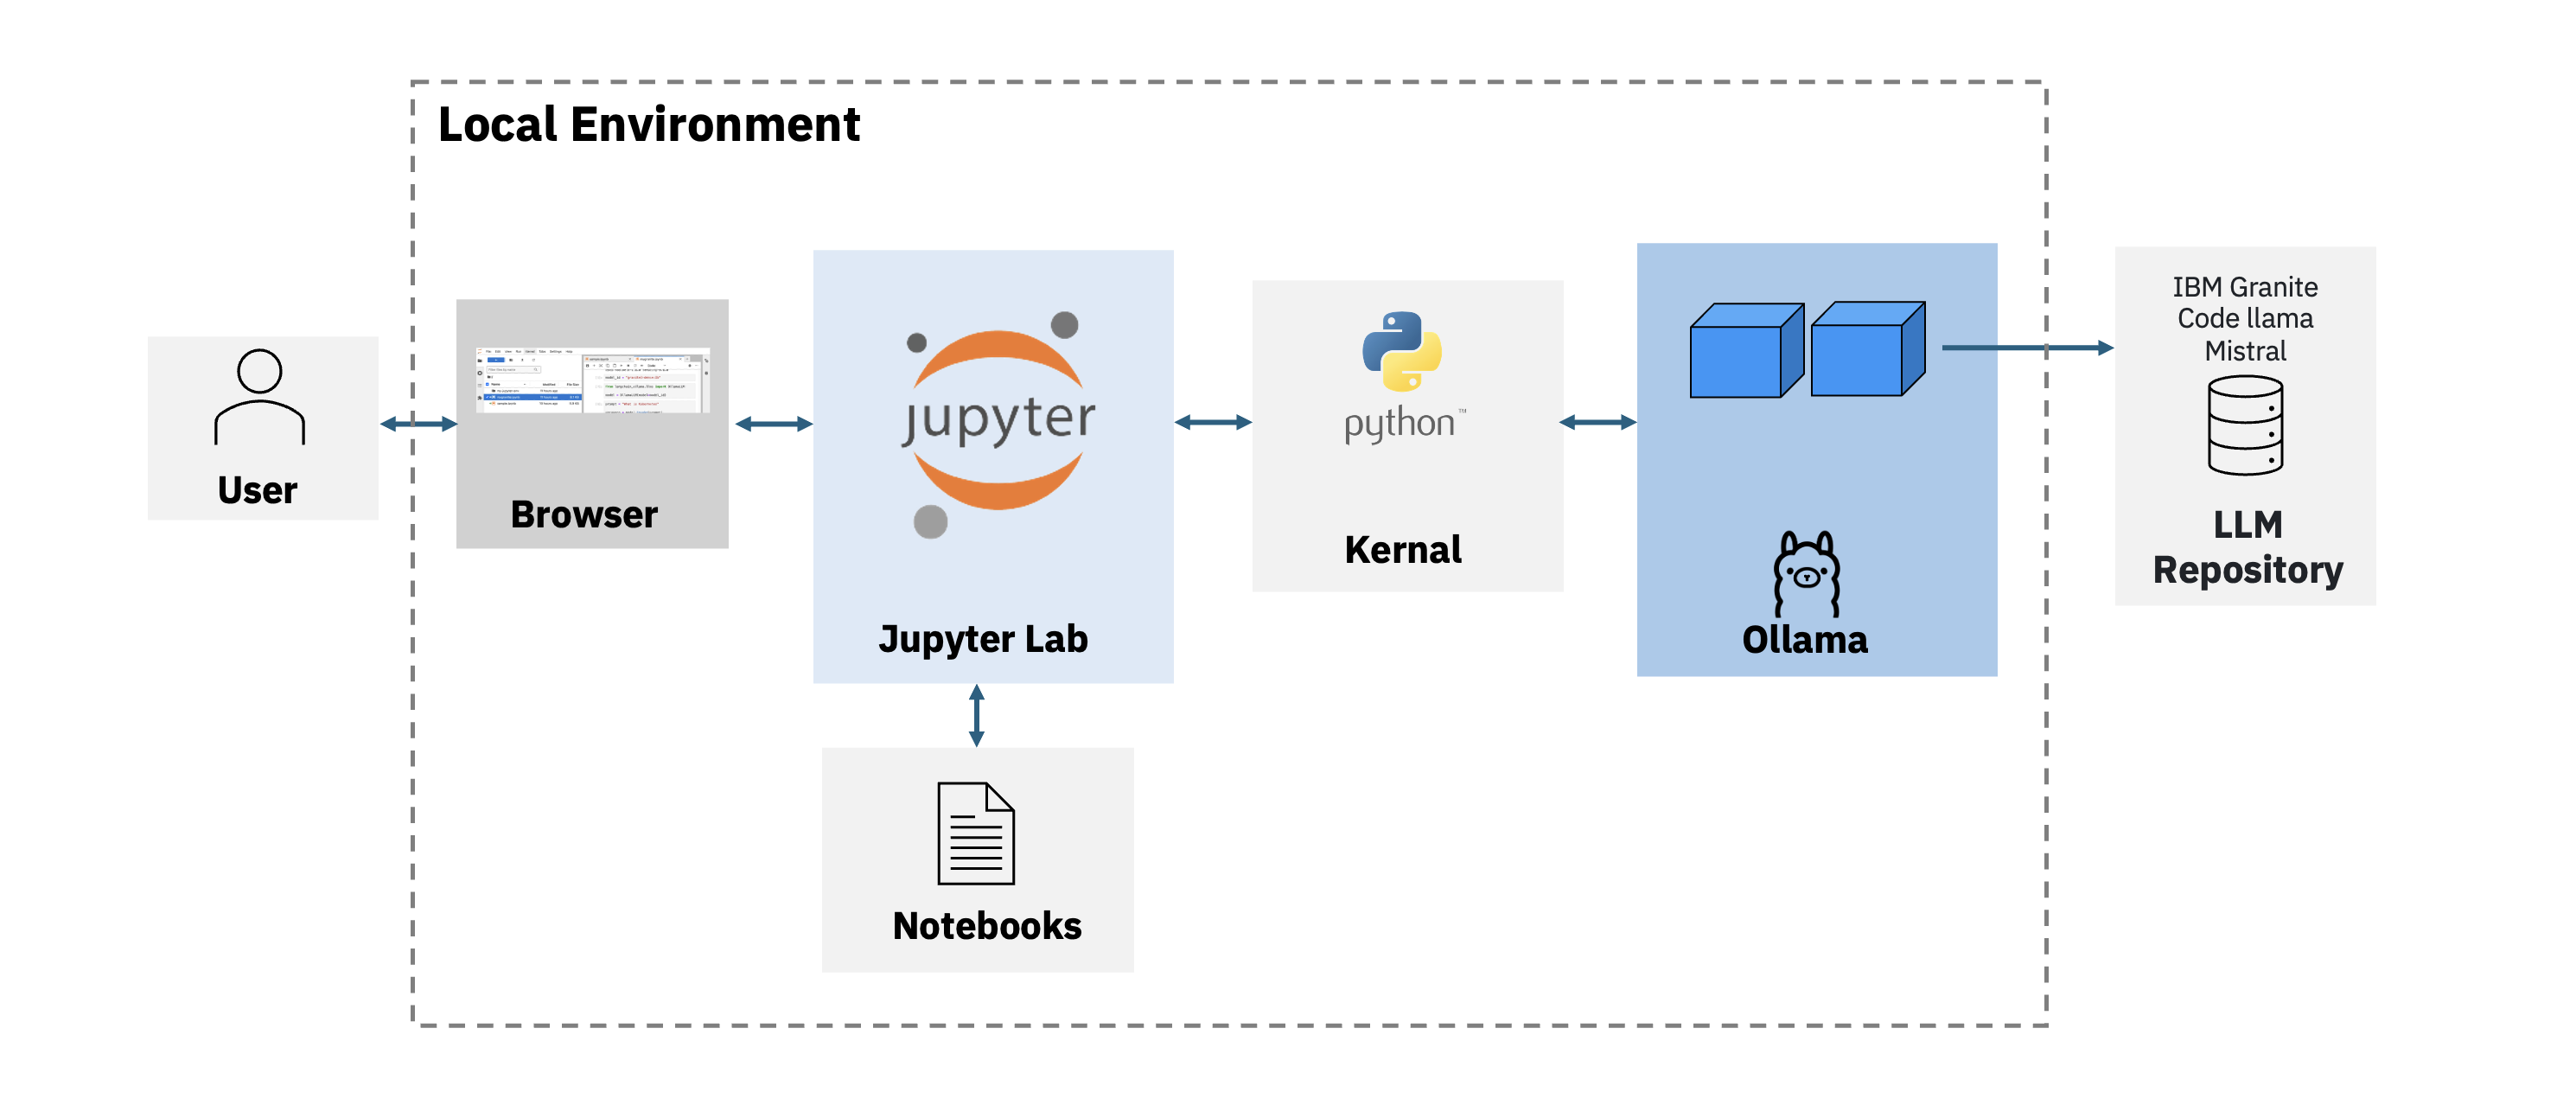 Local Environment
User
Browser
jupyter
Jupyter Lab
Notebooks
python™
Kernal
Ollama
IBM Granite
Code llama
Mistral
LLM
Repository